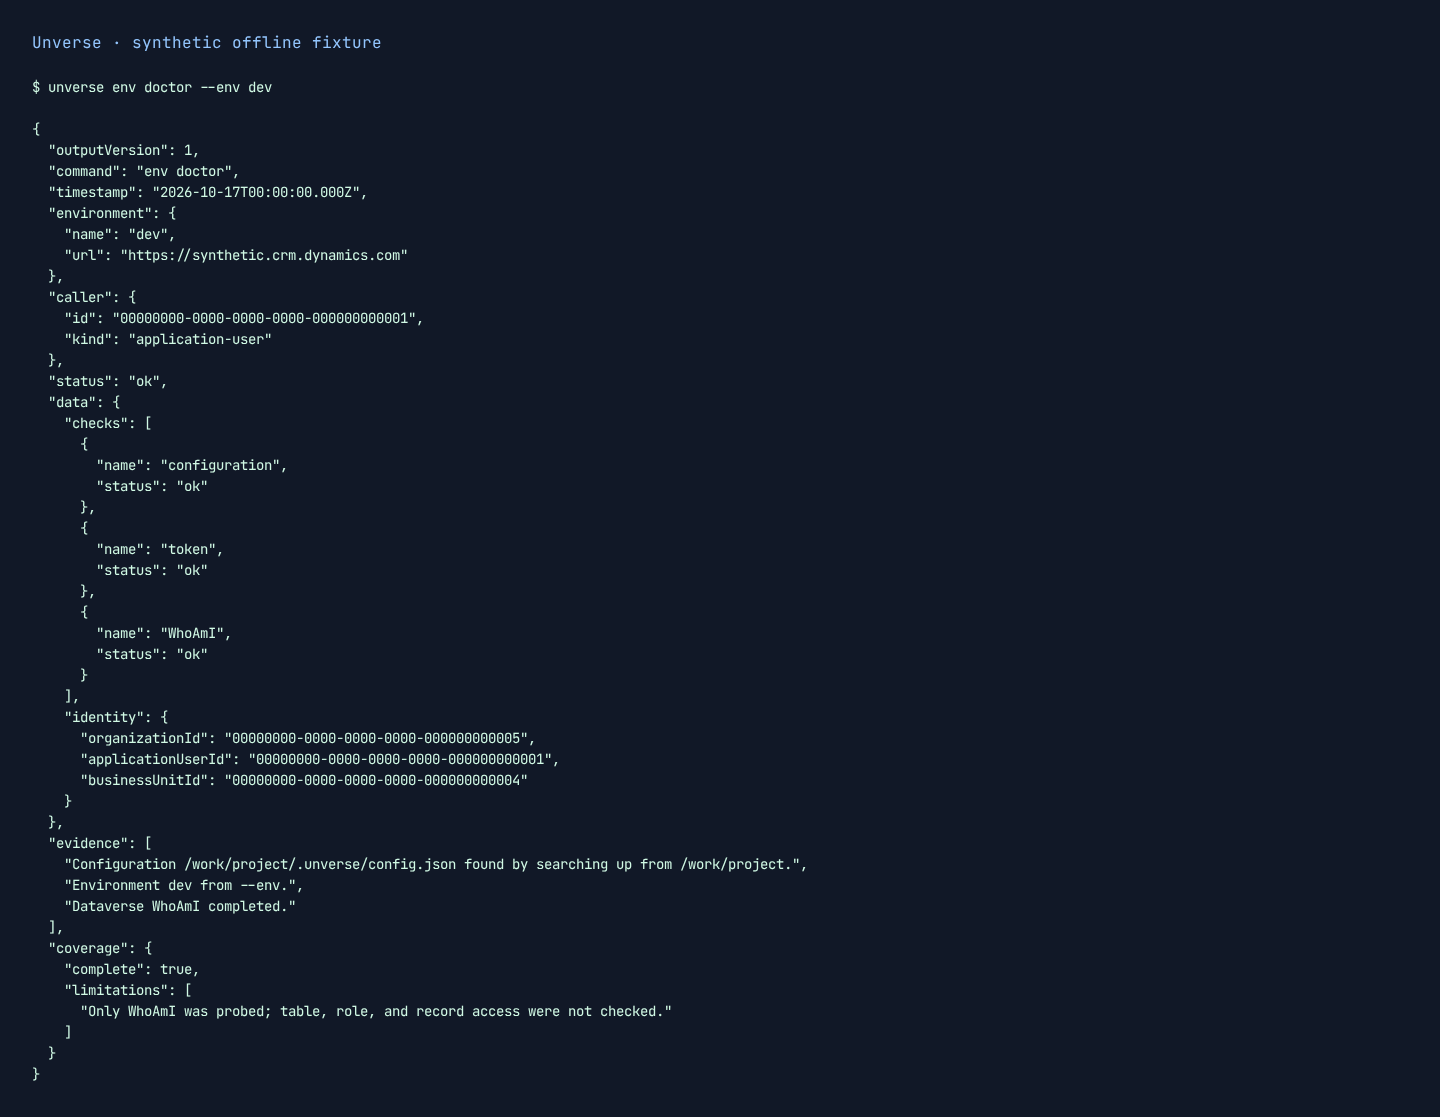 Unverse · synthetic offline fixture
$ unverse env doctor --env dev
{
  "outputVersion": 1,
  "command": "env doctor",
  "timestamp": "2026-10-17T00:00:00.000Z",
  "environment": {
    "name": "dev",
    "url": "https://synthetic.crm.dynamics.com"
  },
  "caller": {
    "id": "00000000-0000-0000-0000-000000000001",
    "kind": "application-user"
  },
  "status": "ok",
  "data": {
    "checks": [
      {
        "name": "configuration",
        "status": "ok"
      },
      {
        "name": "token",
        "status": "ok"
      },
      {
        "name": "WhoAmI",
        "status": "ok"
      }
    ],
    "identity": {
      "organizationId": "00000000-0000-0000-0000-000000000005",
      "applicationUserId": "00000000-0000-0000-0000-000000000001",
      "businessUnitId": "00000000-0000-0000-0000-000000000004"
    }
  },
  "evidence": [
    "Configuration /work/project/.unverse/config.json found by searching up from /work/project.",
    "Environment dev from --env.",
    "Dataverse WhoAmI completed."
  ],
  "coverage": {
    "complete": true,
    "limitations": [
      "Only WhoAmI was probed; table, role, and record access were not checked."
    ]
  }
}